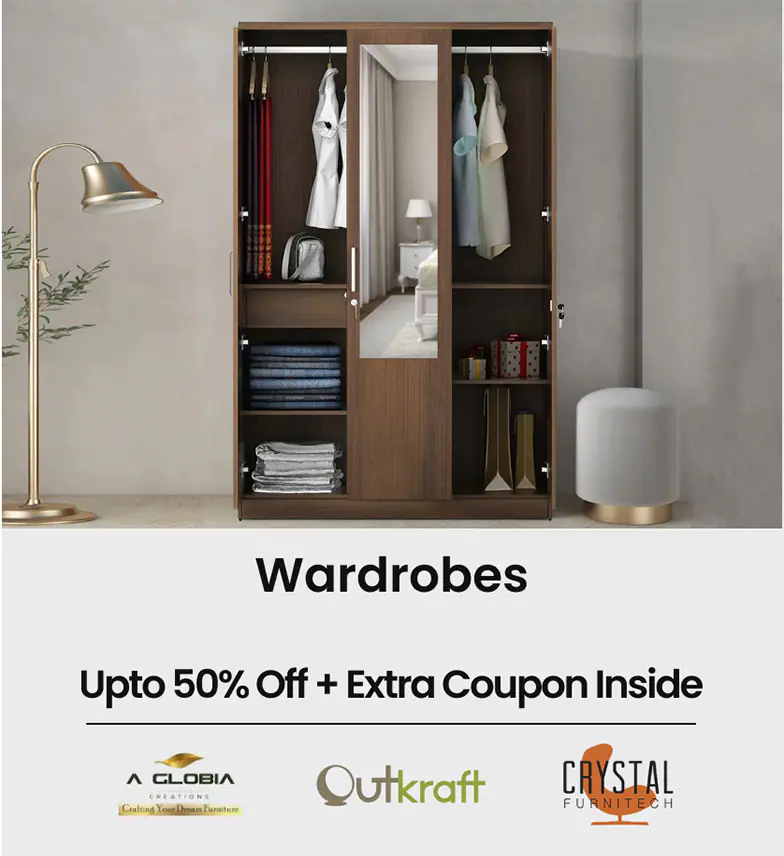 Wardrobes
Upto 50% Off + Extra Coupon Inside
A GLOBIA
CREATIONS
Crafting Your Dream Furniture
Outkraft
CRYSTAL
FURNITECH